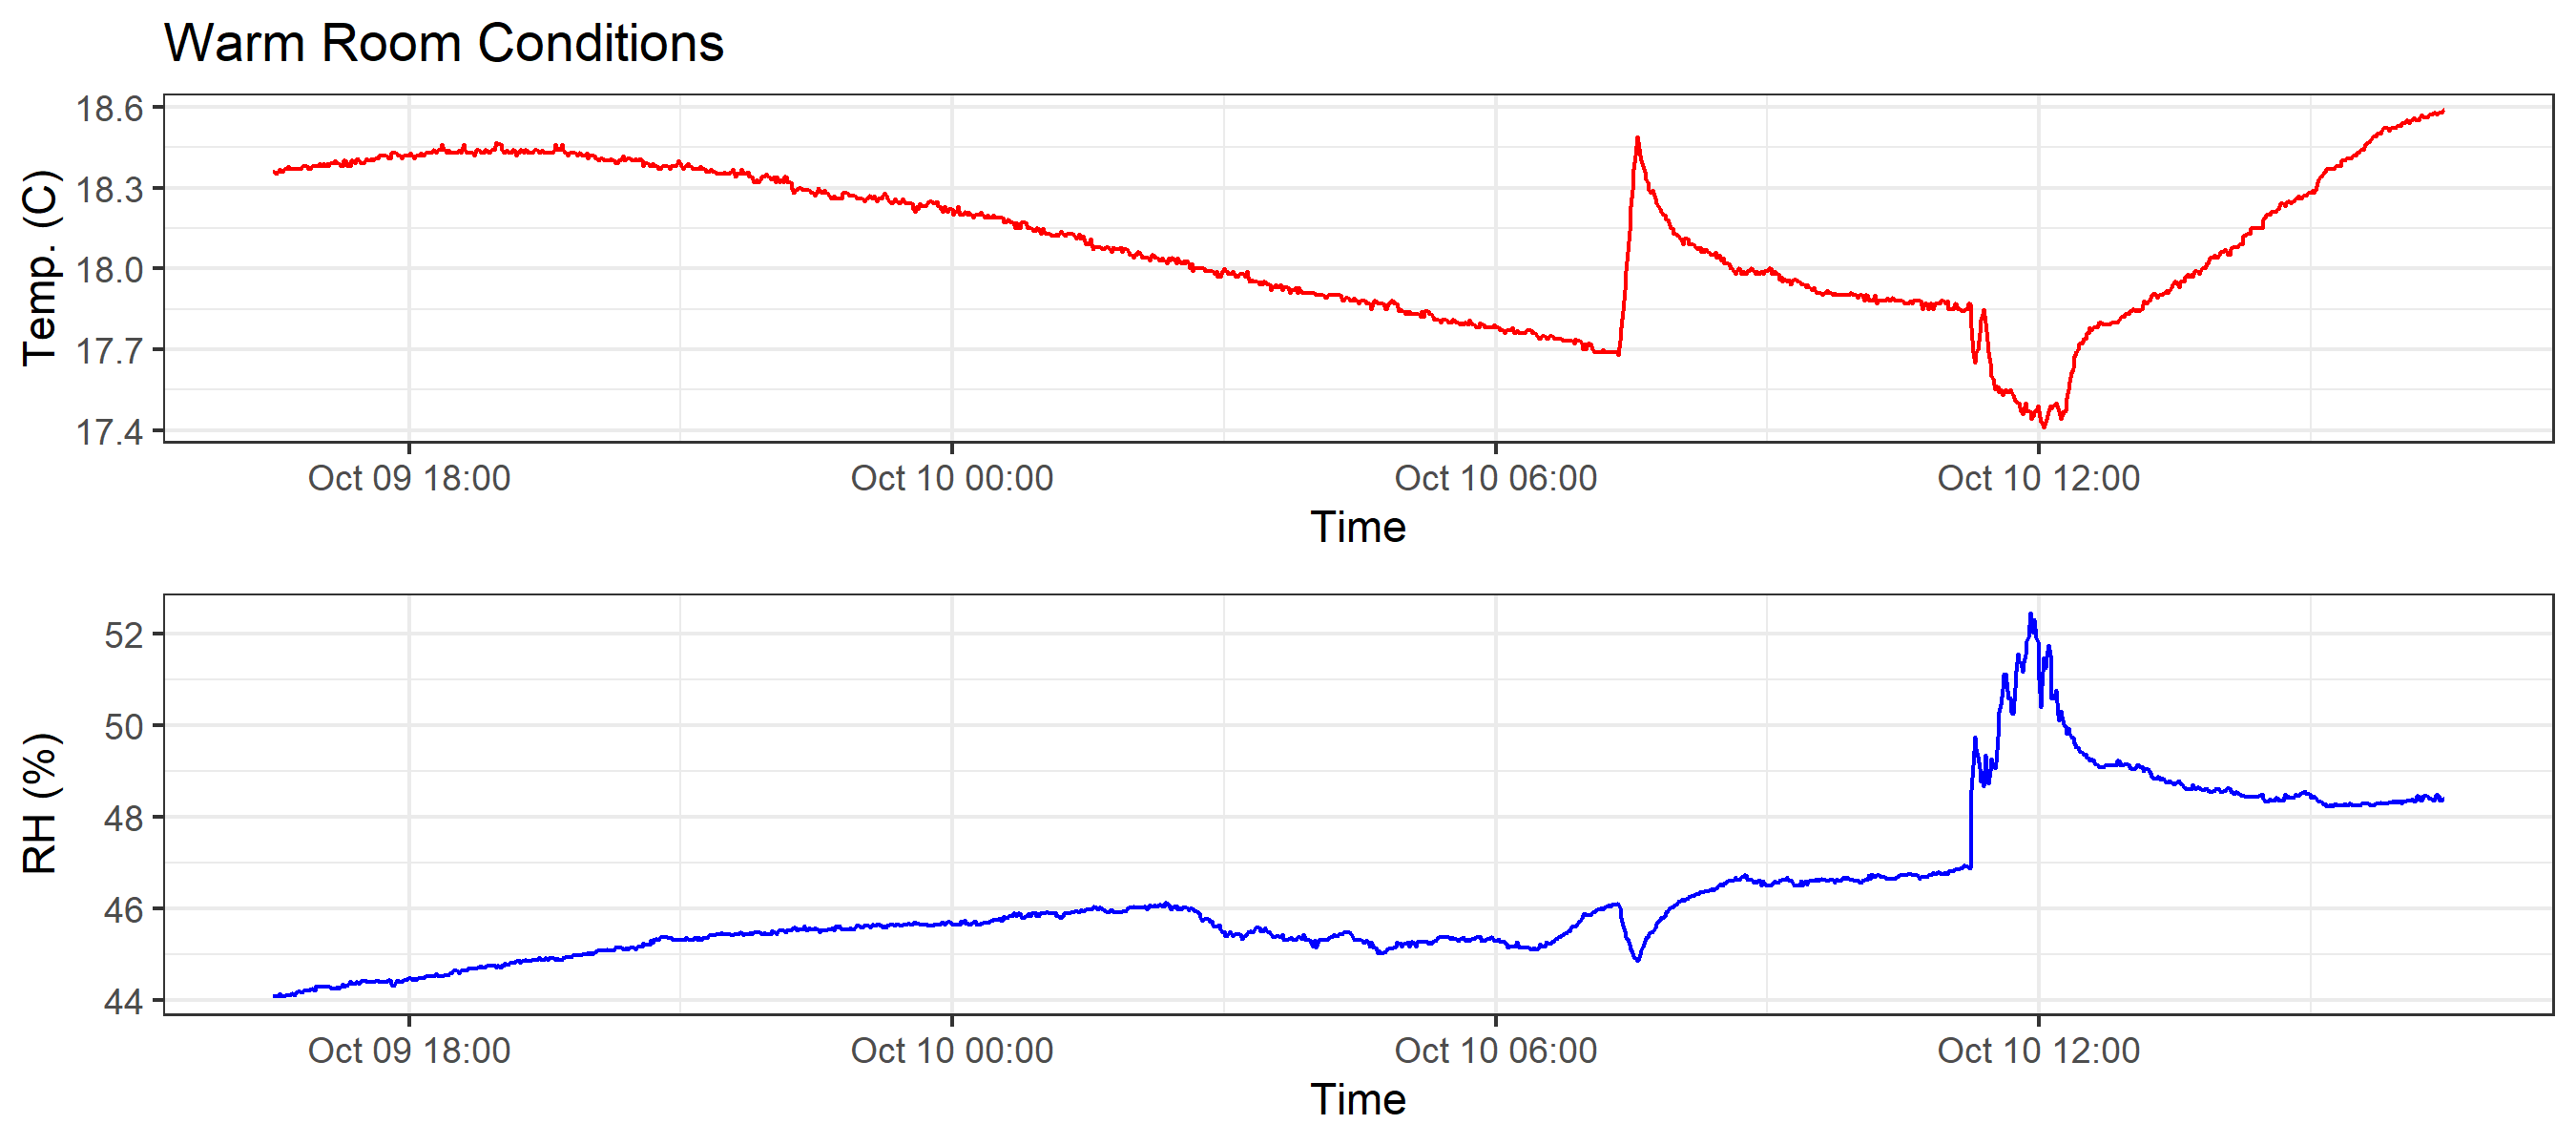 Warm Room Conditions
18.6
18.3
18.0
17.7
17.4
Temp. (C)
Oct 09 18:00 Oct 10 00:00 Oct 10 06:00 Oct 10 12:00
Time
52
50
48
46
44
RH (%)
Oct 09 18:00 Oct 10 00:00 Oct 10 06:00 Oct 10 12:00
Time